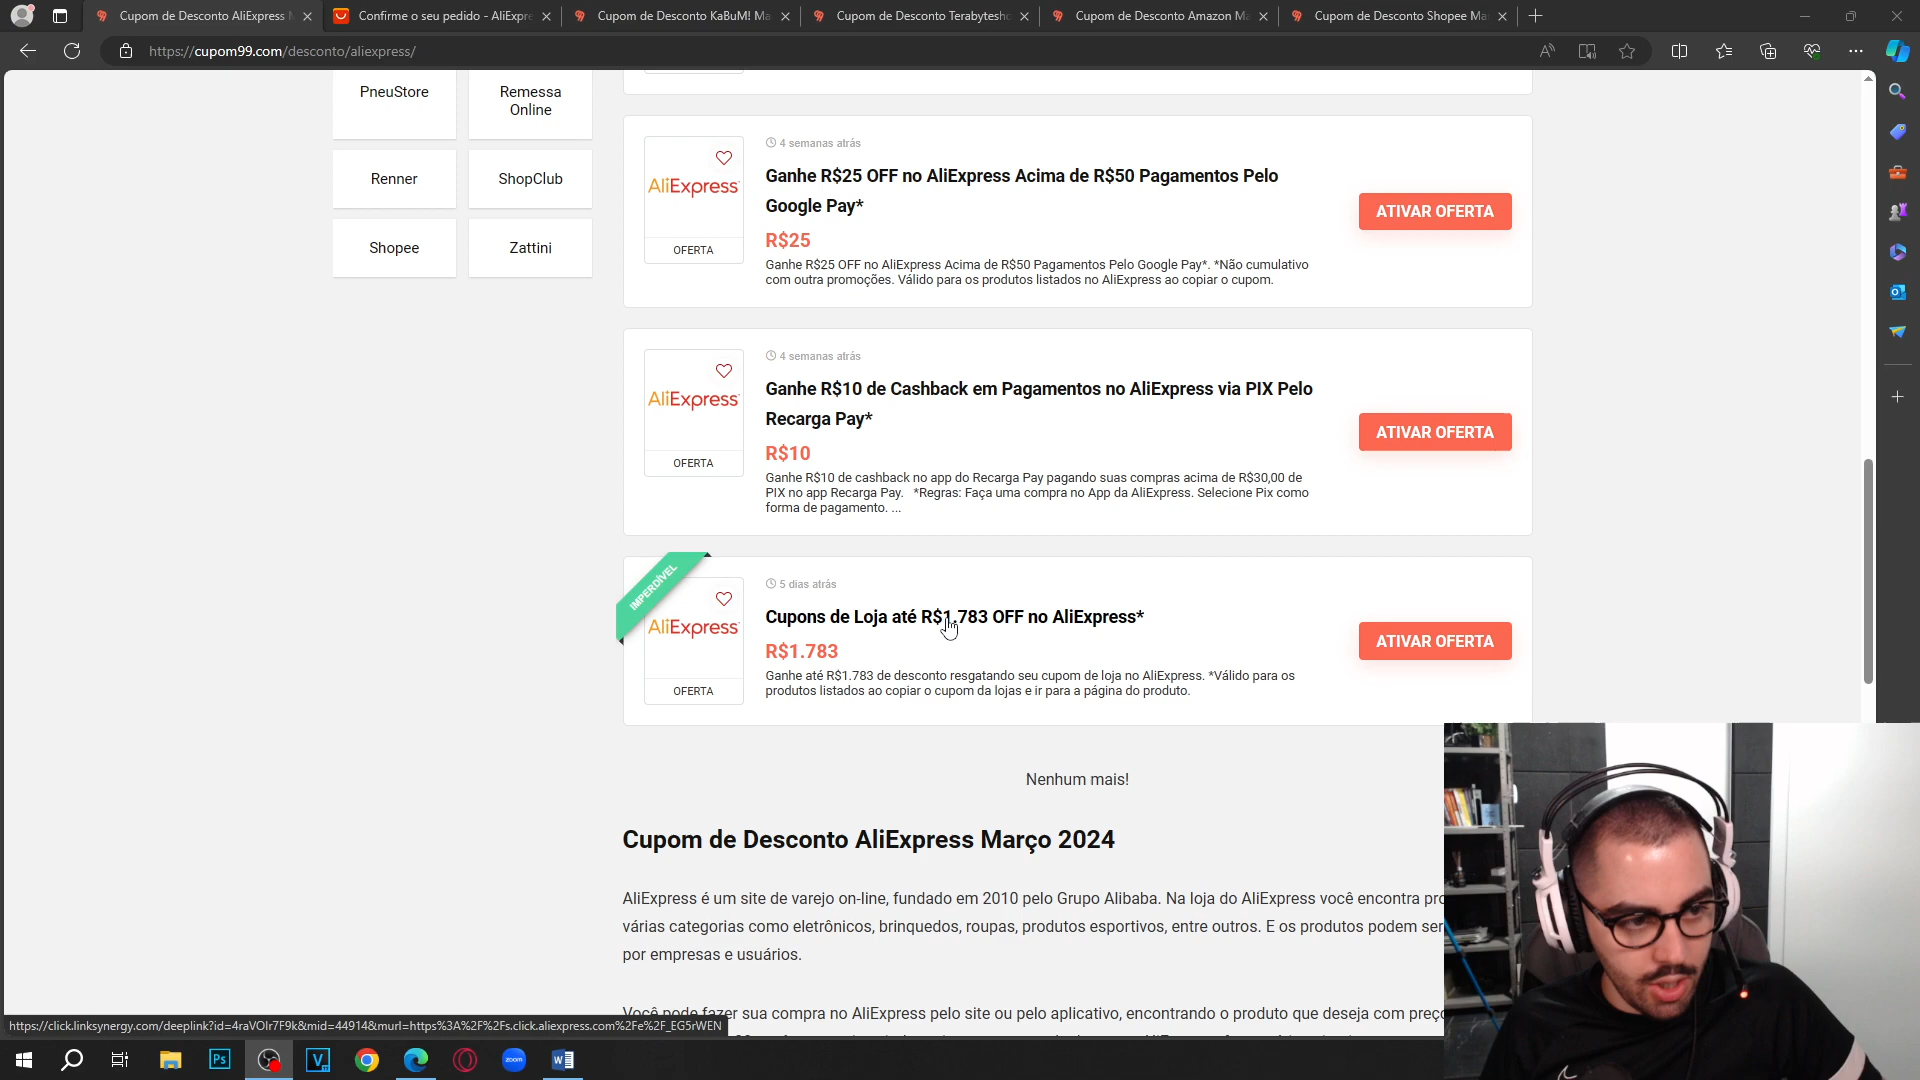 Cupom de Desconto AliExpress
Confirme o seu pedido - AliExpre
Cupom de Desconto KaBuM! Ma
Cupom de Desconto Terabytesho
Cupom de Desconto Amazon Ma
Cupom de Desconto Shopee Mar
https://cupom99.com/desconto/aliexpress/
PneuStore
Remessa
Online
Renner
ShopClub
Shopee
Zattini
4 semanas atrás
AliExpress
OFERTA
Ganhe R$25 OFF no AliExpress Acima de R$50 Pagamentos Pelo
Google Pay*
R$25
Ganhe R$25 OFF no AliExpress Acima de R$50 Pagamentos Pelo Google Pay*. *Não cumulativo
com outra promoções. Válido para os produtos listados no AliExpress ao copiar o cupom.
ATIVAR OFERTA
4 semanas atrás
AliExpress
OFERTA
Ganhe R$10 de Cashback em Pagamentos no AliExpress via PIX Pelo
Recarga Pay*
R$10
Ganhe R$10 de cashback no app do Recarga Pay pagando suas compras acima de R$30,00 de
PIX no app Recarga Pay. *Regras: Faça uma compra no App da AliExpress. Selecione Pix como
forma de pagamento. ...
ATIVAR OFERTA
IMPERDÍVEL
5 dias atrás
AliExpress
OFERTA
Cupons de Loja até R$1.783 OFF no AliExpress*
R$1.783
Ganhe até R$1.783 de desconto resgatando seu cupom de loja no AliExpress. *Válido para os
produtos listados ao copiar o cupom da lojas e ir para a página do produto.
ATIVAR OFERTA
Nenhum mais!
Cupom de Desconto AliExpress Março 2024
AliExpress é um site de varejo on-line, fundado em 2010 pelo Grupo Alibaba. Na loja do AliExpress você encontra pro
várias categorias como eletrônicos, brinquedos, roupas, produtos esportivos, entre outros. E os produtos podem ser
por empresas e usuários.
Você pode fazer sua compra no AliExpress pelo site ou pelo aplicativo, encontrando o produto que deseja com preço
https://click.linksynergy.com/deeplink?id=4raVOIr7F9k&mid=44914&murl=https%3A%2F%2Fs.click.aliexpress.com%2Fe%2F_EG5rWEN
Ps
V
zoom
W